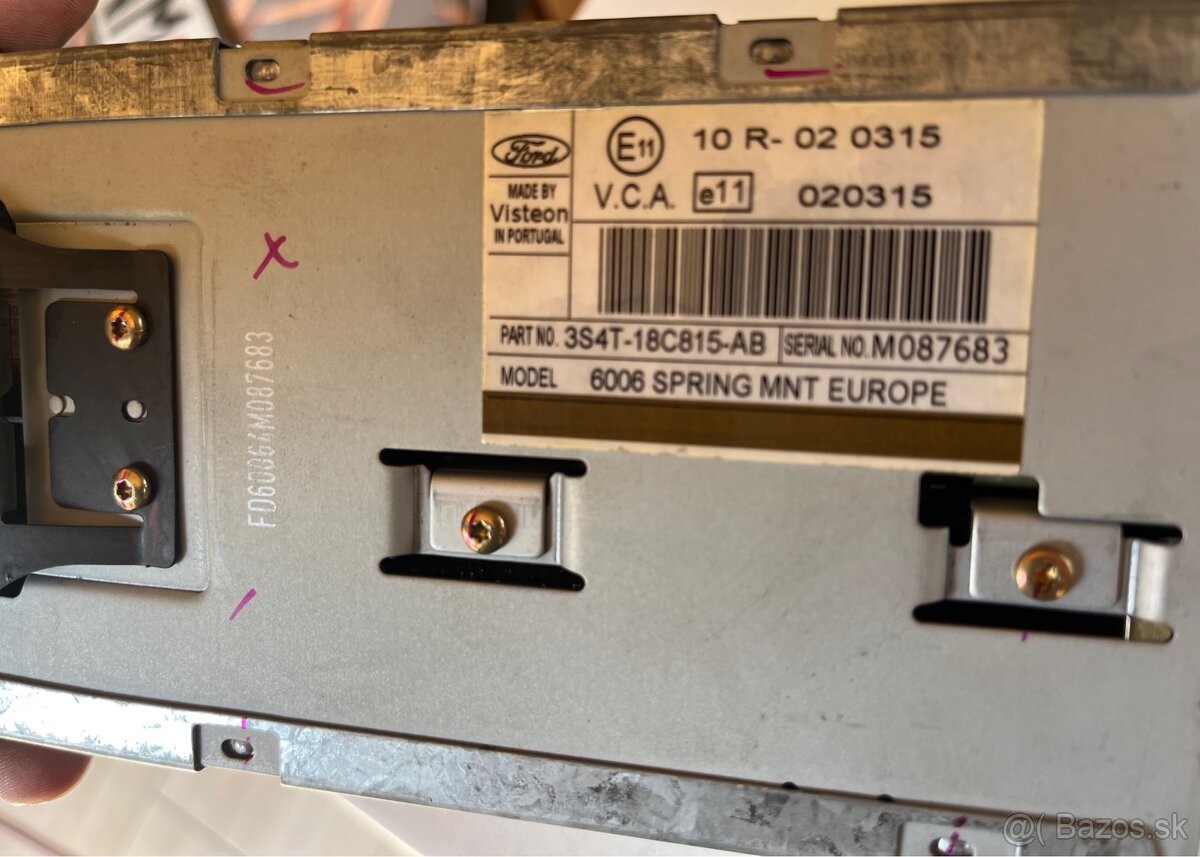 Ford
MADE BY
Visteon
IN PORTUGAL
E11 10 R- 02 0315
V.C.A. e11 020315
PART NO. 3S4T-18C815-AB SERIAL NO. M087683
MODEL 6006 SPRING MNT EUROPE
FD60064M087683
@( Bazos.sk